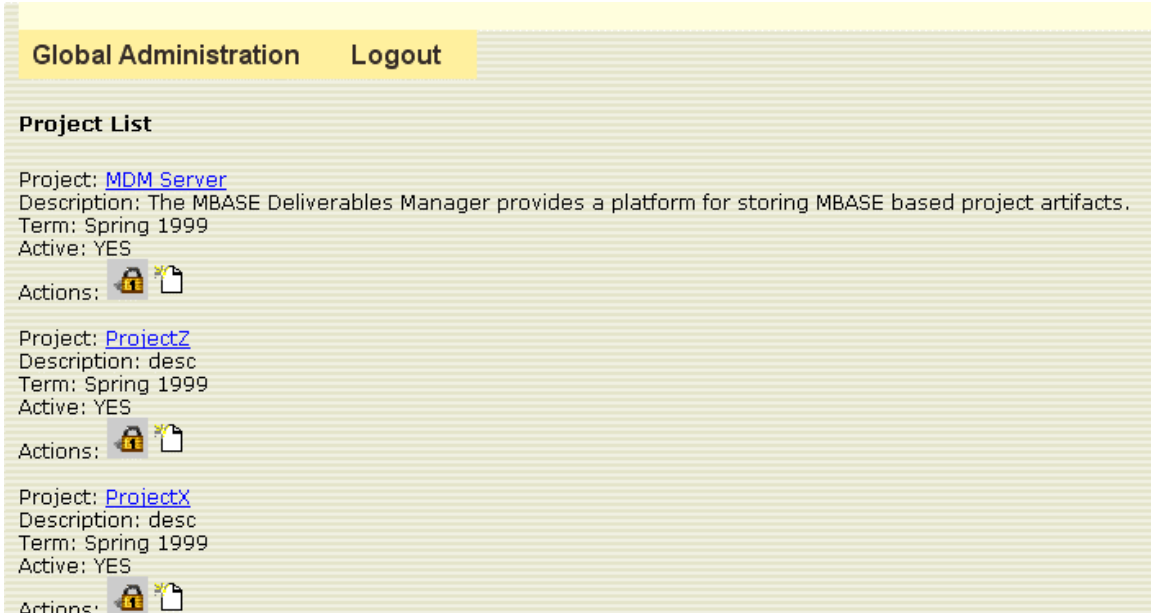 Global Administration Logout
Project List
Project: MDM Server
Description: The MBASE Deliverables Manager provides a platform for storing MBASE based project artifacts.
Term: Spring 1999
Active: YES
Actions:
Project: ProjectZ
Description: desc
Term: Spring 1999
Active: YES
Actions:
Project: ProjectX
Description: desc
Term: Spring 1999
Active: YES
Actions: